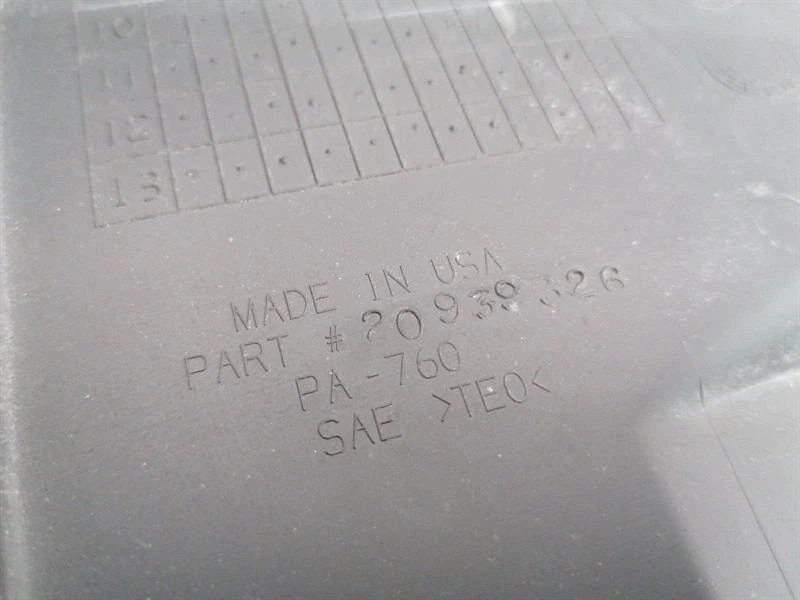 10
11
12
13
MADE IN USA
PART # 20939326
PA-760
SAE >TEO<